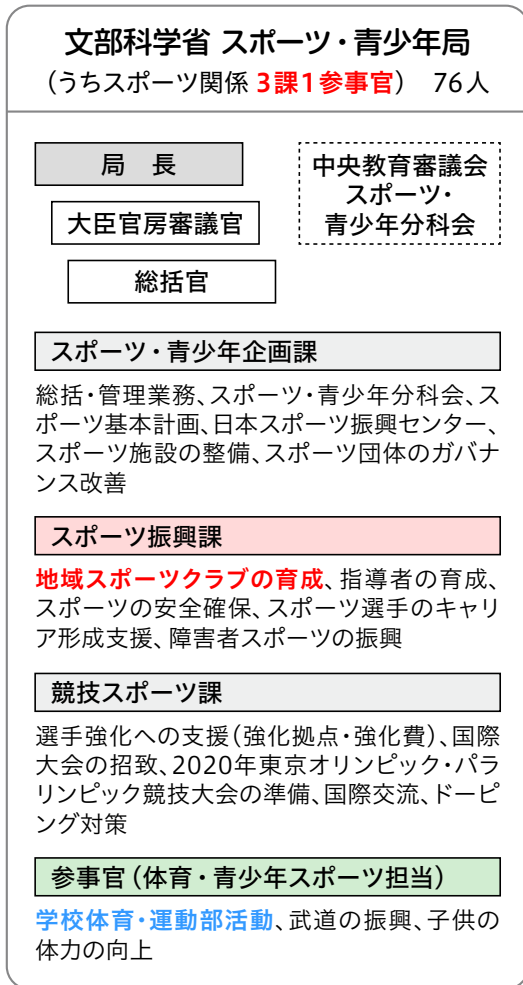 文部科学省 スポーツ・青少年局
（うちスポーツ関係 3課1参事官） 76人
局　長
大臣官房審議官
総括官
中央教育審議会
スポーツ・
青少年分科会
スポーツ・青少年企画課
総括・管理業務、スポーツ・青少年分科会、ス
ポーツ基本計画、日本スポーツ振興センター、
スポーツ施設の整備、スポーツ団体のガバナ
ンス改善
スポーツ振興課
地域スポーツクラブの育成、指導者の育成、
スポーツの安全確保、スポーツ選手のキャリ
ア形成支援、障害者スポーツの振興
競技スポーツ課
選手強化への支援（強化拠点・強化費）、国際
大会の招致、2020年東京オリンピック・パラ
リンピック競技大会の準備、国際交流、ドーピ
ング対策
参事官（体育・青少年スポーツ担当）
学校体育・運動部活動、武道の振興、子供の
体力の向上